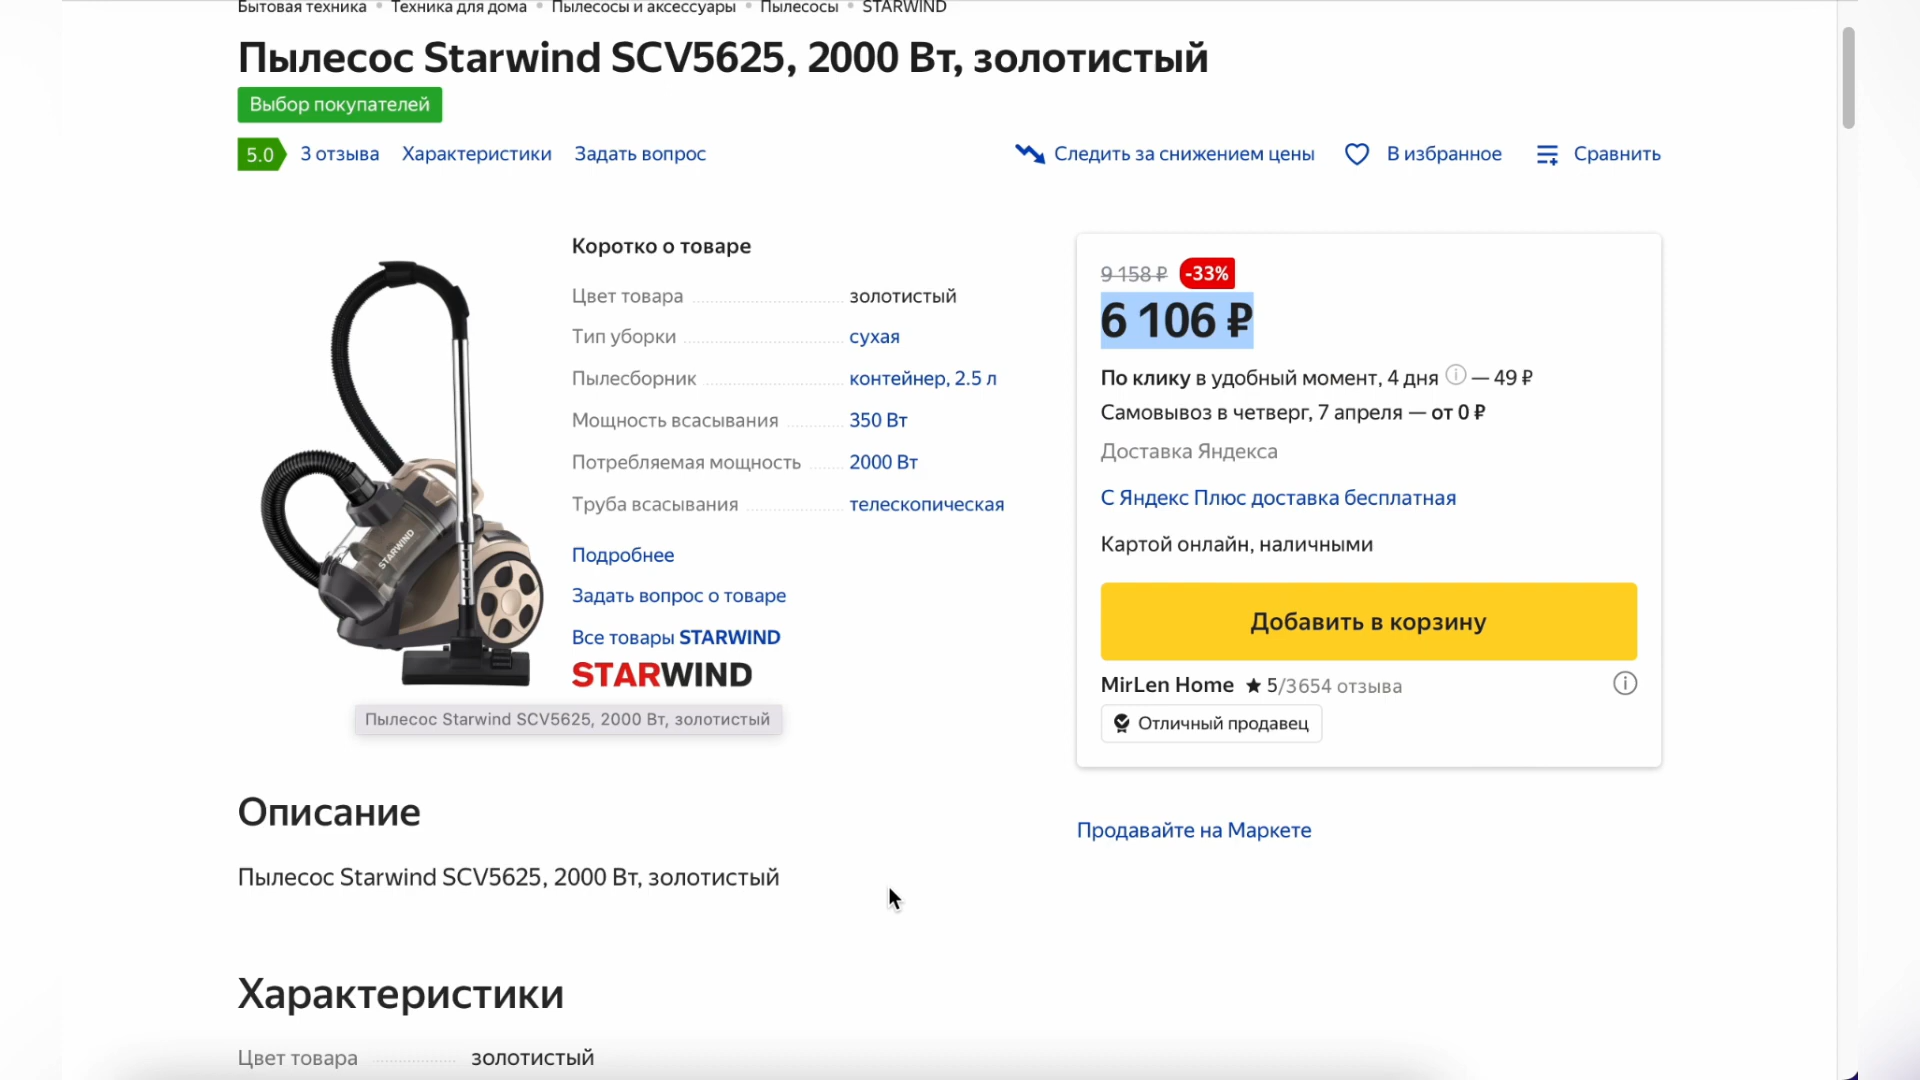 Бытовая техника • Техника для дома • Пылесосы и аксессуары • Пылесосы • STARWIND
Пылесос Starwind SCV5625, 2000 Вт, золотистый
Выбор покупателей
5.0 3 отзыва Характеристики Задать вопрос
Следить за снижением цены В избранное Сравнить
Коротко о товаре
Цвет товара золотистый
Тип уборки сухая
Пылесборник контейнер, 2.5 л
Мощность всасывания 350 Вт
Потребляемая мощность 2000 Вт
Труба всасывания телескопическая
Подробнее
Задать вопрос о товаре
Все товары STARWIND
STARWIND
STARWIND
Пылесос Starwind SCV5625, 2000 Вт, золотистый
9 158 ₽ -33%
6 106 ₽
По клику в удобный момент, 4 дня — 49 ₽
Самовывоз в четверг, 7 апреля — от 0 ₽
Доставка Яндекса
С Яндекс Плюс доставка бесплатная
Картой онлайн, наличными
Добавить в корзину
MirLen Home ★ 5/3654 отзыва
Отличный продавец
Продавайте на Маркете
Описание
Пылесос Starwind SCV5625, 2000 Вт, золотистый
Характеристики
Цвет товара золотистый